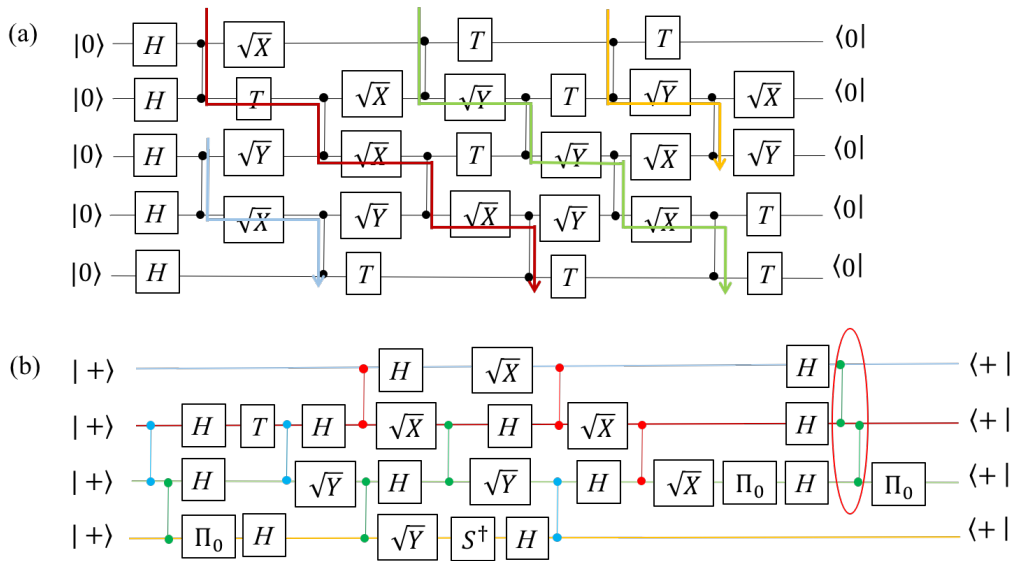 (a)
|0⟩ H √X T T ⟨0|
|0⟩ H T √X √Y T √Y √X ⟨0|
|0⟩ H √Y √X T √Y √X √Y ⟨0|
|0⟩ H √X √Y √X √Y √X T ⟨0|
|0⟩ H T T T ⟨0|
(b)
| +⟩ H √X H ⟨+ |
| +⟩ H T H √X H √X H ⟨+ |
| +⟩ H √Y H √Y H √X Π₀ H Π₀ ⟨+ |
| +⟩ Π₀ H √Y S† H ⟨+ |